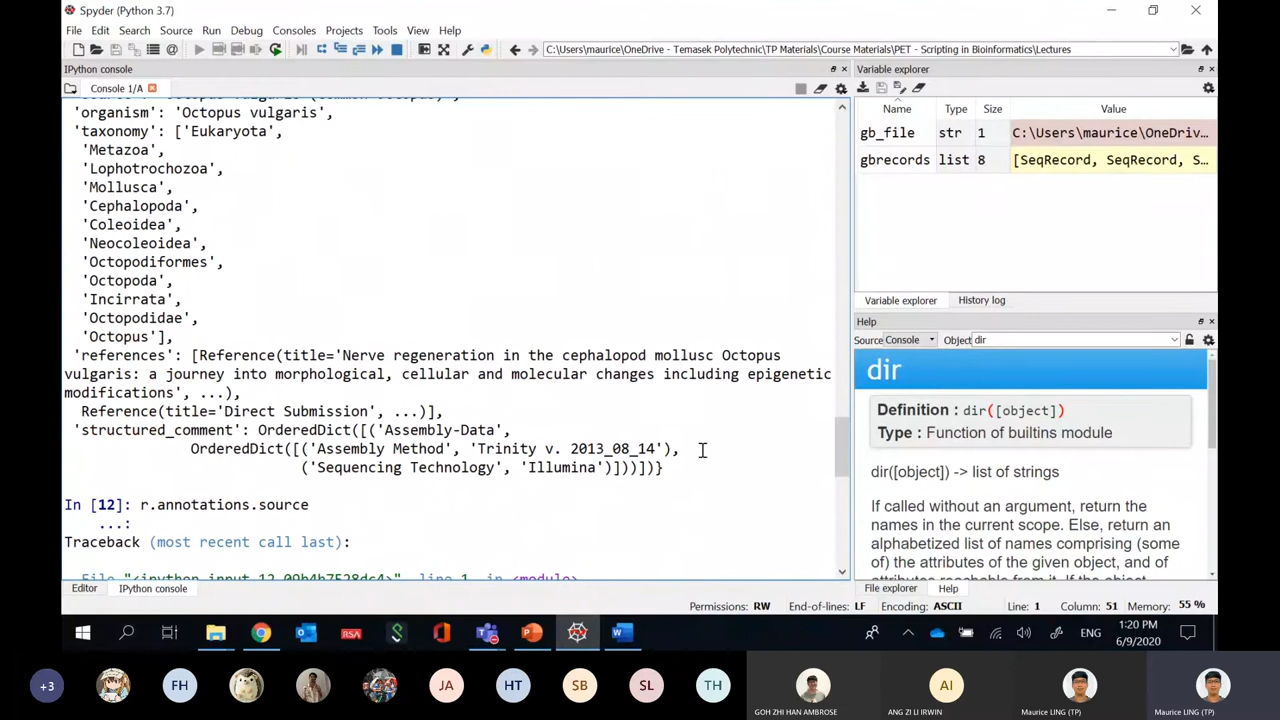 Spyder (Python 3.7)
File Edit Search Source Run Debug Consoles Projects Tools View Help
C:\Users\maurice\OneDrive - Temasek Polytechnic\TP Materials\Course Materials\PET - Scripting in Bioinformatics\Lectures
IPython console
Console 1/A
'organism': 'Octopus vulgaris',
'taxonomy': ['Eukaryota',
'Metazoa',
'Lophotrochozoa',
'Mollusca',
'Cephalopoda',
'Coleoidea',
'Neocoleoidea',
'Octopodiformes',
'Octopoda',
'Incirrata',
'Octopodidae',
'Octopus'],
'references': [Reference(title='Nerve regeneration in the cephalopod mollusc Octopus
vulgaris: a journey into morphological, cellular and molecular changes including epigenetic
modifications', ...),
Reference(title='Direct Submission', ...)],
'structured_comment': OrderedDict([('Assembly-Data',
OrderedDict([('Assembly Method', 'Trinity v. 2013_08_14'),
('Sequencing Technology', 'Illumina')]))])}
In [12]: r.annotations.source
...:
Traceback (most recent call last):
Editor IPython console
Variable explorer
Name Type Size Value
gb_file str 1 C:\Users\maurice\OneDriv...
gbrecords list 8 [SeqRecord, SeqRecord, S...
Variable explorer History log
Help
Source Console Object dir
dir
Definition : dir([object])
Type : Function of builtins module
dir([object]) -> list of strings
If called without an argument, return the
names in the current scope. Else, return an
alphabetized list of names comprising (some
of) the attributes of the given object, and of
File explorer Help
Permissions: RW End-of-lines: LF Encoding: ASCII Line: 1 Column: 51 Memory: 55 %
RSA
ENG
1:20 PM
6/9/2020
+3 FH JA HT SB SL TH AI
GOH ZHI HAN AMBROSE ANG ZI LI IRWIN Maurice LING (TP) Maurice LING (TP)